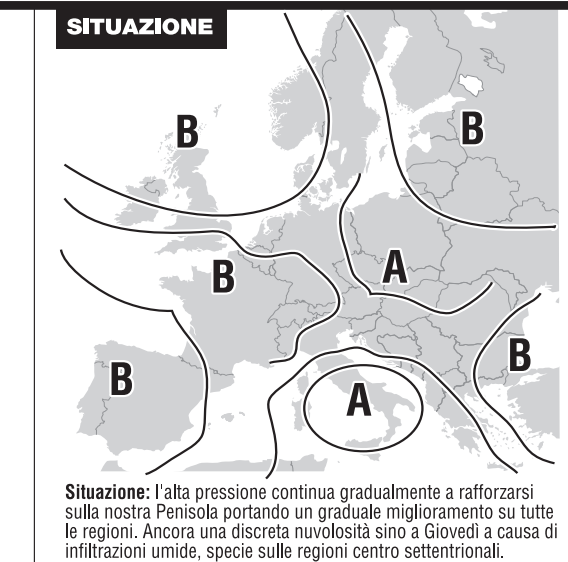 SITUAZIONE
B
B
A
B
B
B
A
Situazione: l'alta pressione continua gradualmente a rafforzarsi
sulla nostra Penisola portando un graduale miglioramento su tutte
le regioni. Ancora una discreta nuvolosità sino a Giovedì a causa di
infiltrazioni umide, specie sulle regioni centro settentrionali.